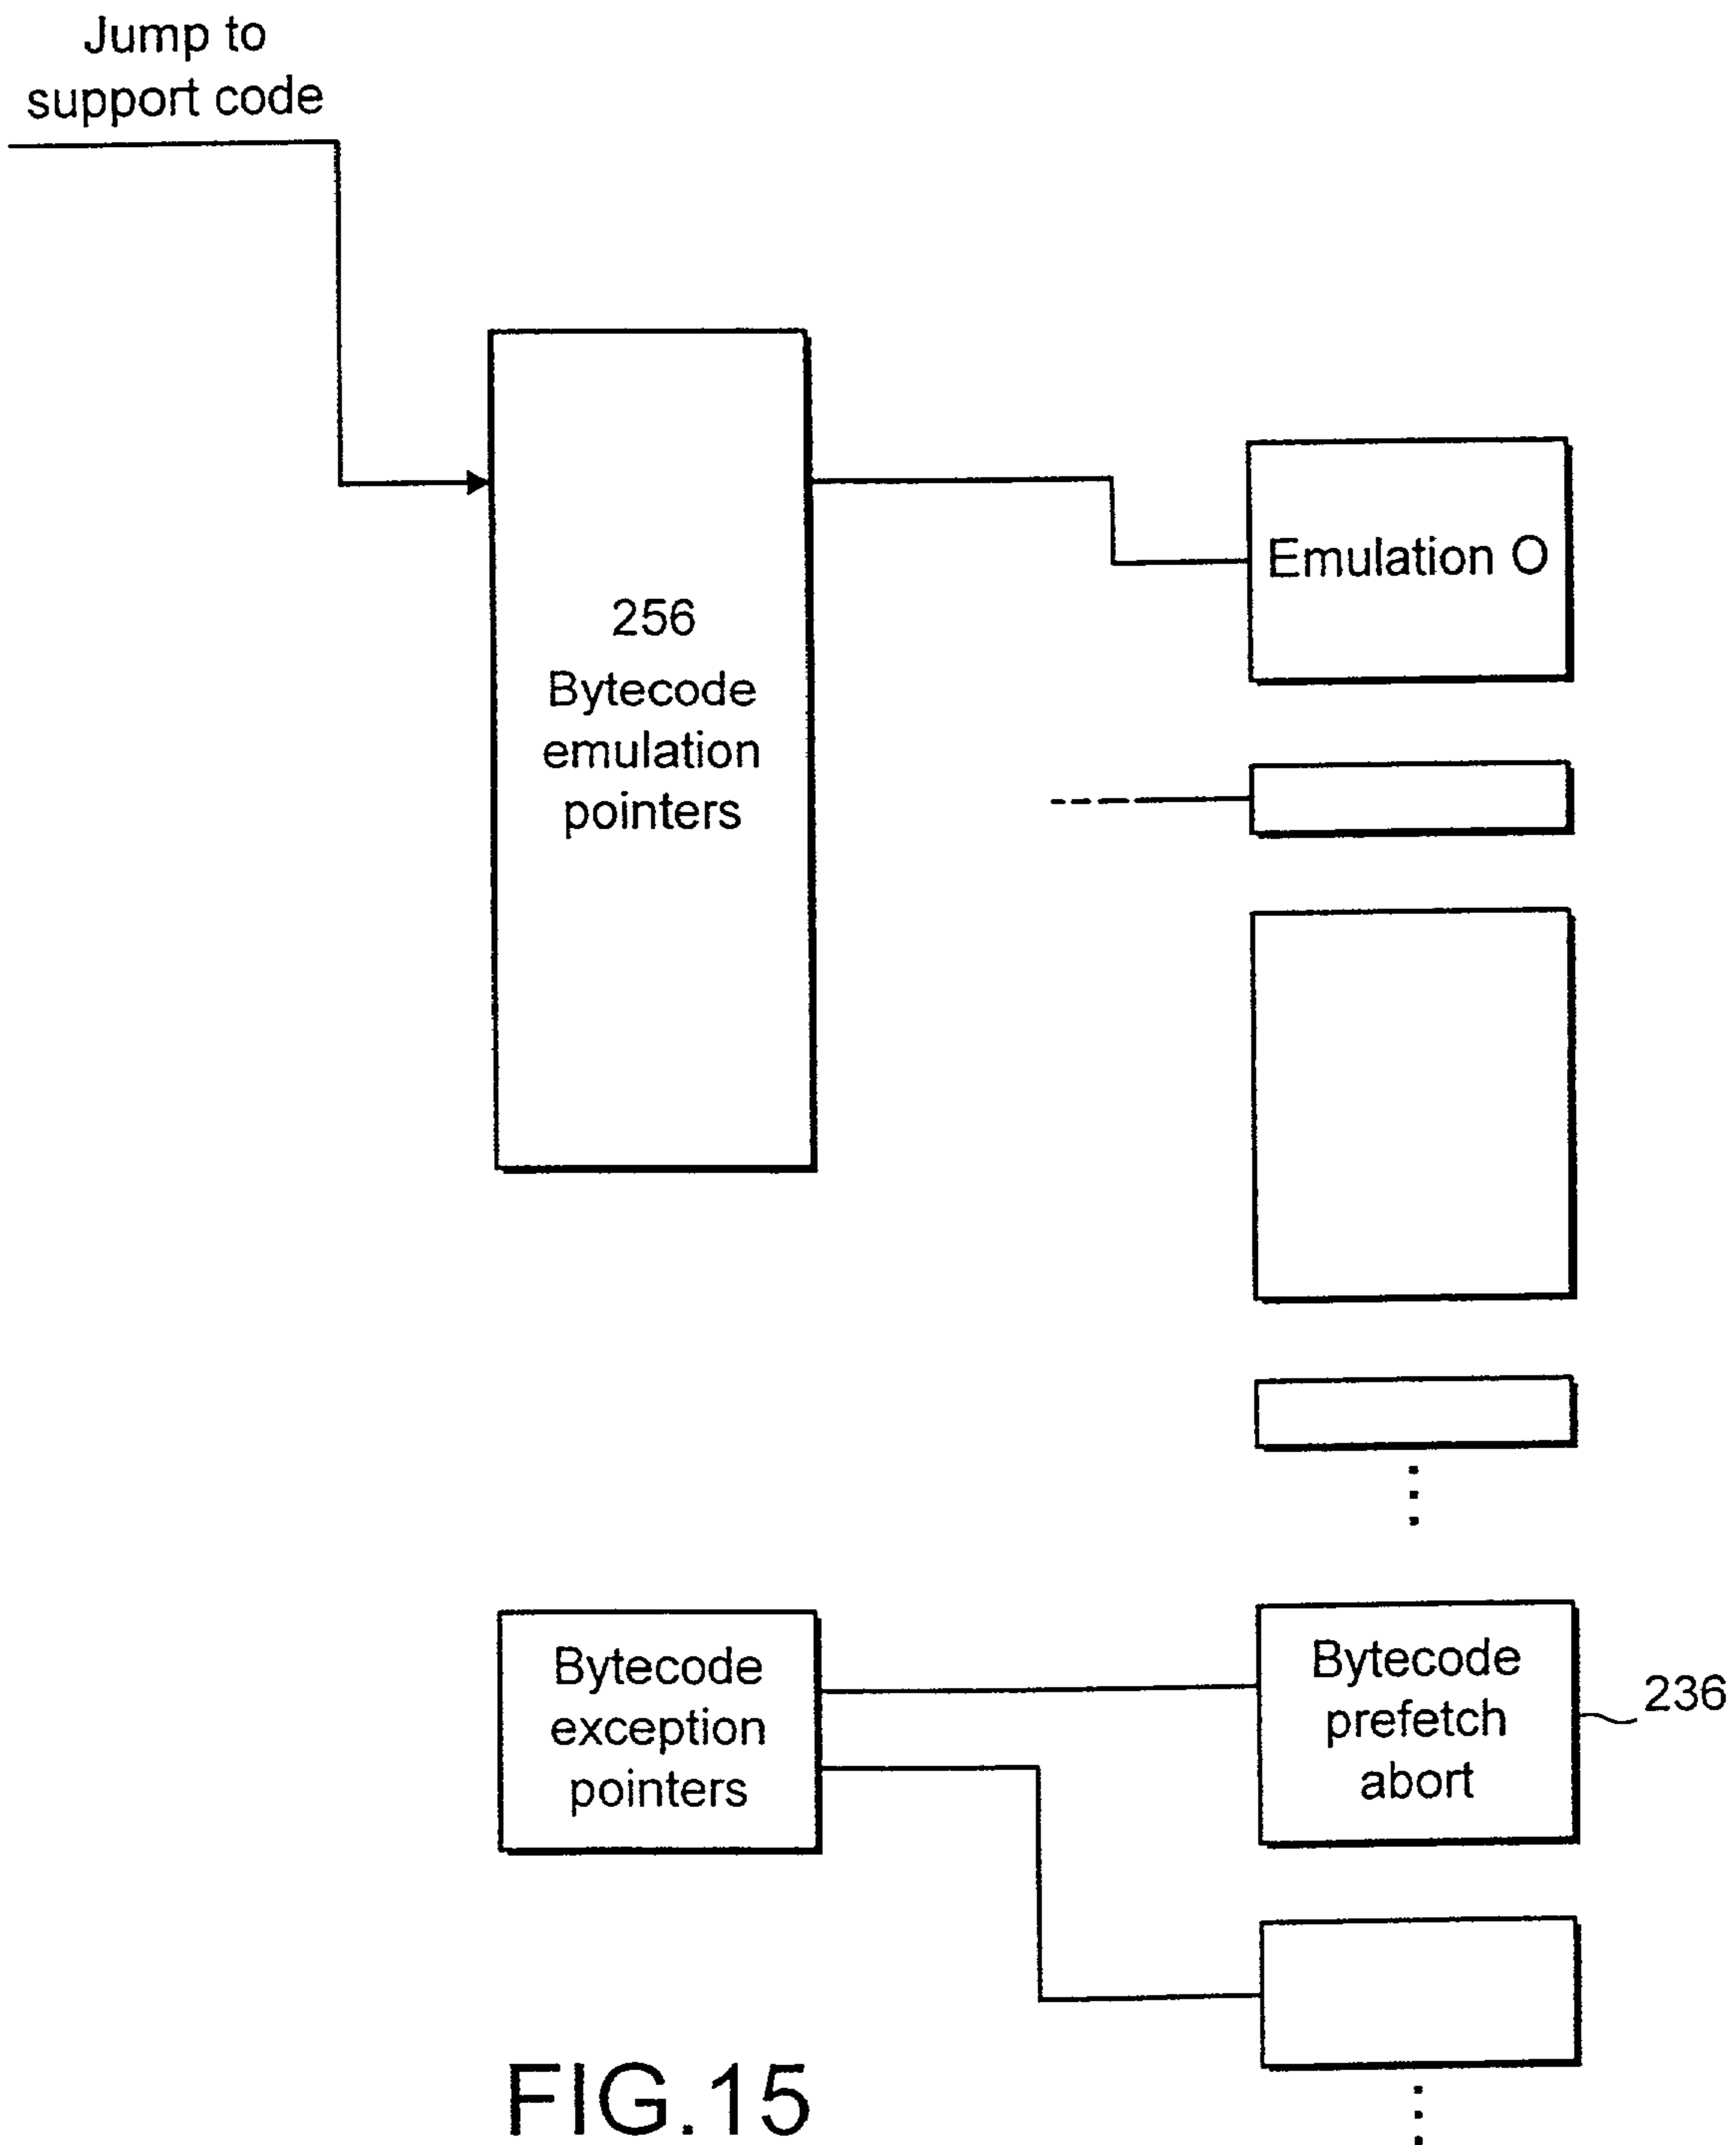 Jump to
support code
256
Bytecode
emulation
pointers
Emulation O
Bytecode
exception
pointers
Bytecode
prefetch
abort
236
FIG.15